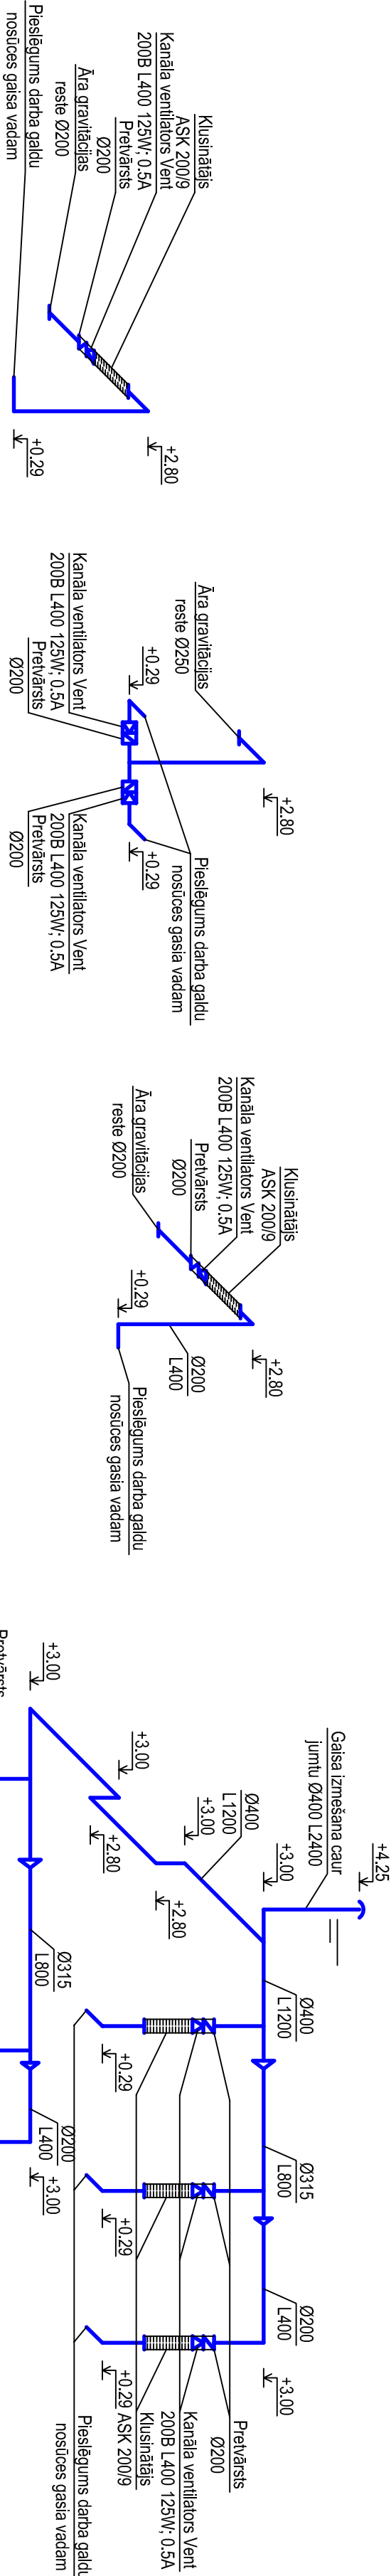 Klusinātājs
ASK 200/9
Kanāla ventilators Vent
200B L400 125W; 0.5A
Pretvārsts
Ø200
Āra gravitācijas
reste Ø200
Pieslēgums darba galdu
nosūces gaisa vadam
+2.80
+0.29
Āra gravitācijas
reste Ø250
+2.80
+0.29
+0.29
Kanāla ventilators Vent
200B L400 125W; 0.5A
Pretvārsts
Ø200
Kanāla ventilators Vent
200B L400 125W; 0.5A
Pretvārsts
Ø200
Pieslēgums darba galdu
nosūces gasia vadam
Klusinātājs
ASK 200/9
Kanāla ventilators Vent
200B L400 125W; 0.5A
Pretvārsts
Ø200
Āra gravitācijas
reste Ø200
+2.80
+0.29
Ø200
L400
Pieslēgums darba galdu
nosūces gasia vadam
+4.25
Gaisa izmešana caur
jumtu Ø400 L2400
+3.00
Ø400
L1200
Ø315
L800
Ø200
L400
+3.00
Ø400
L1200
+3.00
+2.80
+3.00
+2.80
+3.00
Pretvārsts
Ø200
Kanāla ventilators Vent
200B L400 125W; 0.5A
Klusinātājs
ASK 200/9
+0.29
+0.29
+0.29
Pieslēgums darba galdu
nosūces gasia vadam
Ø315
L800
Ø200
L400
+3.00
Pretvārsts